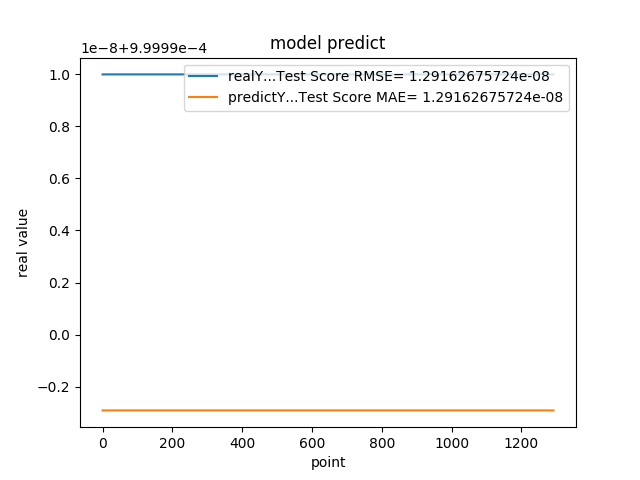 model predict
1e−8+9.9999e−4
realY...Test Score RMSE= 1.29162675724e-08
predictY...Test Score MAE= 1.29162675724e-08
1.0
0.8
0.6
0.4
0.2
0.0
−0.2
real value
0 200 400 600 800 1000 1200
point